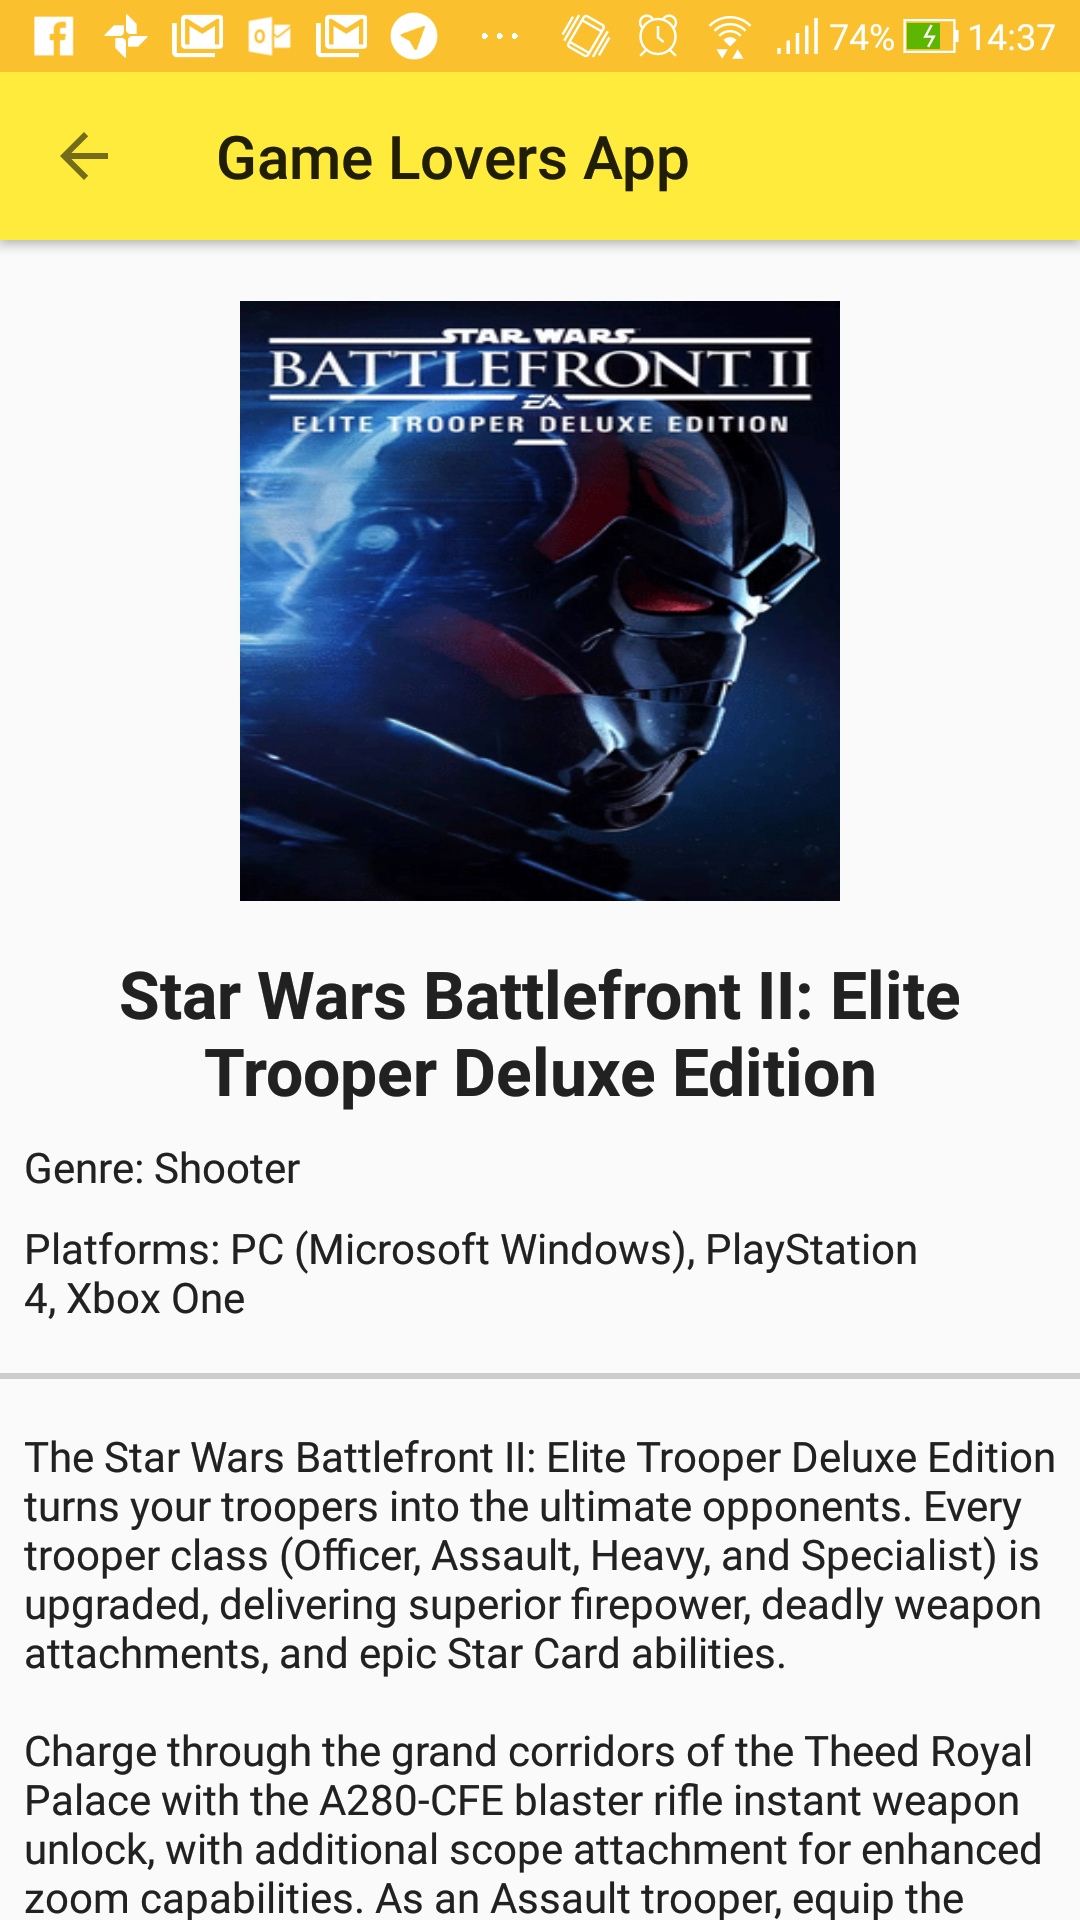 74% 14:37
Game Lovers App
STAR WARS
BATTLEFRONT II
EA
ELITE TROOPER DELUXE EDITION
Star Wars Battlefront II: Elite
Trooper Deluxe Edition
Genre: Shooter
Platforms: PC (Microsoft Windows), PlayStation
4, Xbox One
The Star Wars Battlefront II: Elite Trooper Deluxe Edition
turns your troopers into the ultimate opponents. Every
trooper class (Officer, Assault, Heavy, and Specialist) is
upgraded, delivering superior firepower, deadly weapon
attachments, and epic Star Card abilities.
Charge through the grand corridors of the Theed Royal
Palace with the A280-CFE blaster rifle instant weapon
unlock, with additional scope attachment for enhanced
zoom capabilities. As an Assault trooper, equip the